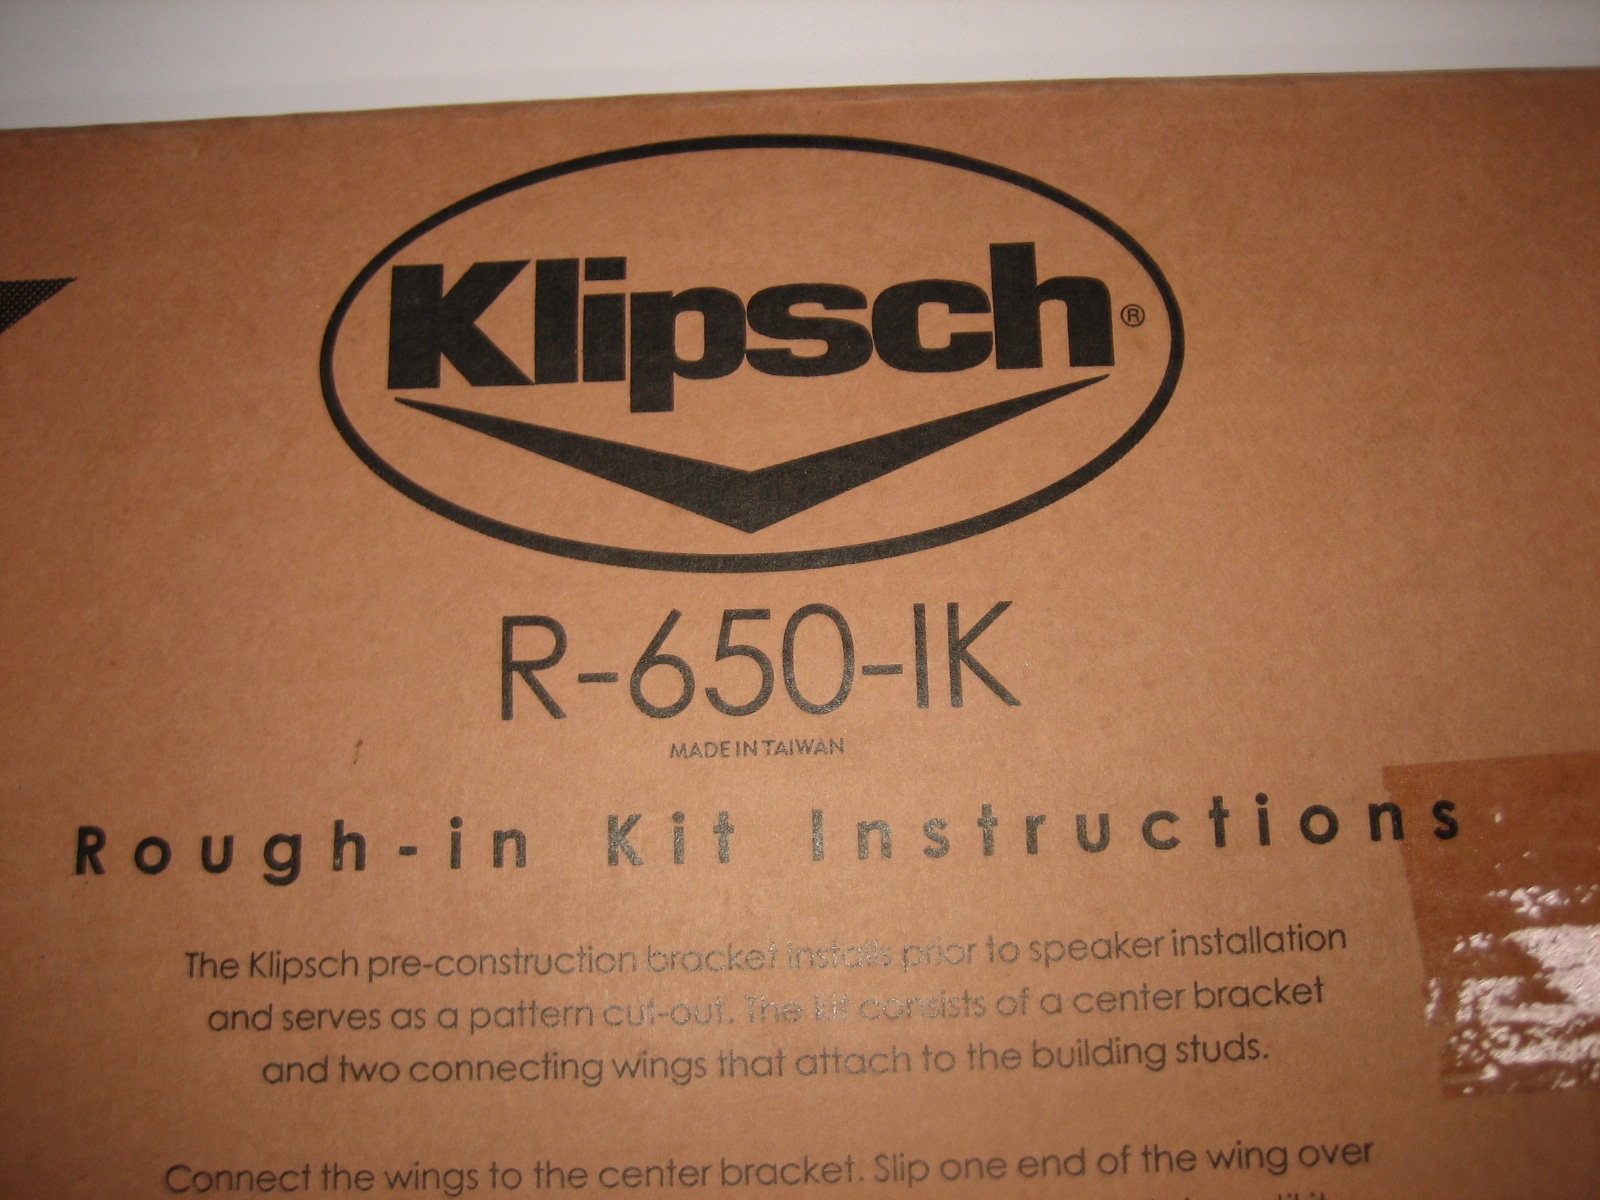 Klipsch®
R-650-IK
MADE IN TAIWAN
Rough-in Kit Instructions
The Klipsch pre-construction bracket installs prior to speaker installation
and serves as a pattern cut-out. The kit consists of a center bracket
and two connecting wings that attach to the building studs.
Connect the wings to the center bracket. Slip one end of the wing over